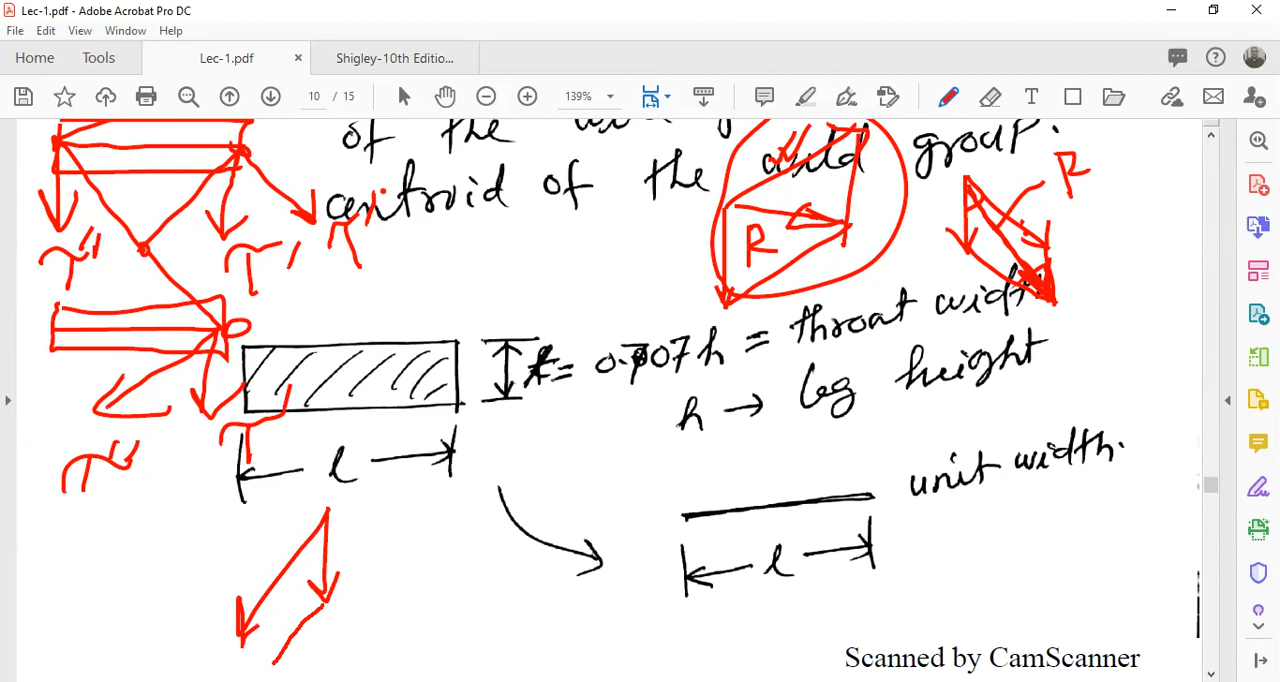 Lec-1.pdf - Adobe Acrobat Pro DC
File Edit View Window Help
Home Tools Lec-1.pdf × Shigley-10th Editio...
10 / 15 139%
of the
centroid of the weld group.
R
R
τ"
τ'
t = 0.707h = throat width
h → leg height
τ"
l
unit width.
l
Scanned by CamScanner